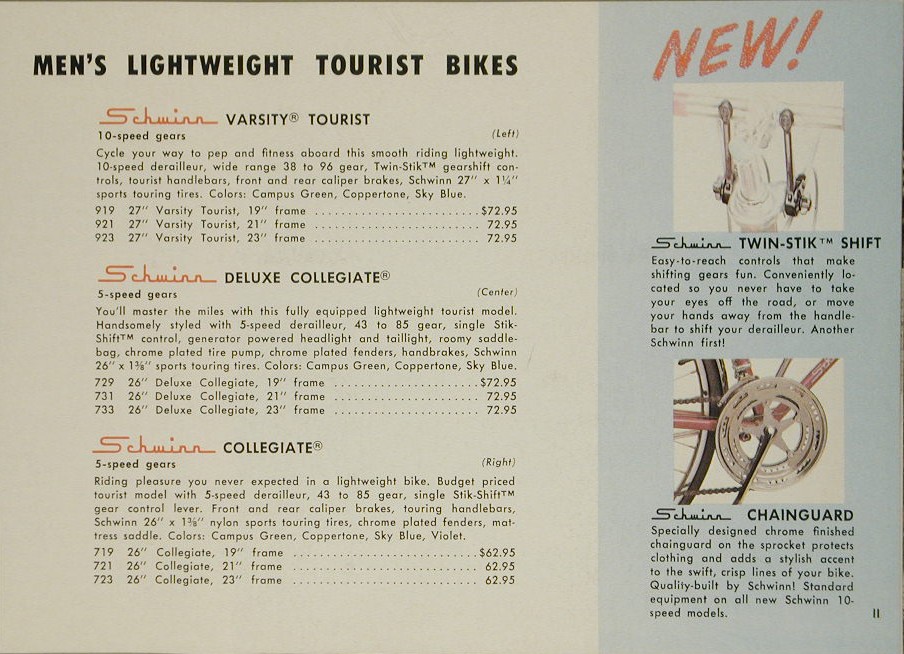 MEN'S LIGHTWEIGHT TOURIST BIKES
Schwinn VARSITY® TOURIST
10-speed gears (Left)
Cycle your way to pep and fitness aboard this smooth riding lightweight.
10-speed derailleur, wide range 38 to 96 gear, Twin-Stik™ gearshift con-
trols, tourist handlebars, front and rear caliper brakes, Schwinn 27" x 1¼"
sports touring tires. Colors: Campus Green, Coppertone, Sky Blue.
919 27" Varsity Tourist, 19" frame ........................$72.95
921 27" Varsity Tourist, 21" frame ........................ 72.95
923 27" Varsity Tourist, 23" frame ........................ 72.95
Schwinn DELUXE COLLEGIATE®
5-speed gears (Center)
You'll master the miles with this fully equipped lightweight tourist model.
Handsomely styled with 5-speed derailleur, 43 to 85 gear, single Stik-
Shift™ control, generator powered headlight and taillight, roomy saddle-
bag, chrome plated tire pump, chrome plated fenders, handbrakes, Schwinn
26" x 1⅜" sports touring tires. Colors: Campus Green, Coppertone, Sky Blue.
729 26" Deluxe Collegiate, 19" frame .....................$72.95
731 26" Deluxe Collegiate, 21" frame ..................... 72.95
733 26" Deluxe Collegiate, 23" frame ..................... 72.95
Schwinn COLLEGIATE®
5-speed gears (Right)
Riding pleasure you never expected in a lightweight bike. Budget priced
tourist model with 5-speed derailleur, 43 to 85 gear, single Stik-Shift™
gear control lever. Front and rear caliper brakes, touring handlebars,
Schwinn 26" x 1⅜" nylon sports touring tires, chrome plated fenders, mat-
tress saddle. Colors: Campus Green, Coppertone, Sky Blue, Violet.
719 26" Collegiate, 19" frame ...........................$62.95
721 26" Collegiate, 21" frame ........................... 62.95
723 26" Collegiate, 23" frame ........................... 62.95
NEW!
Schwinn TWIN-STIK™ SHIFT
Easy-to-reach controls that make
shifting gears fun. Conveniently lo-
cated so you never have to take
your eyes off the road, or move
your hands away from the handle-
bar to shift your derailleur. Another
Schwinn first!
Schwinn CHAINGUARD
Specially designed chrome finished
chainguard on the sprocket protects
clothing and adds a stylish accent
to the swift, crisp lines of your bike.
Quality-built by Schwinn! Standard
equipment on all new Schwinn 10-
speed models.
11